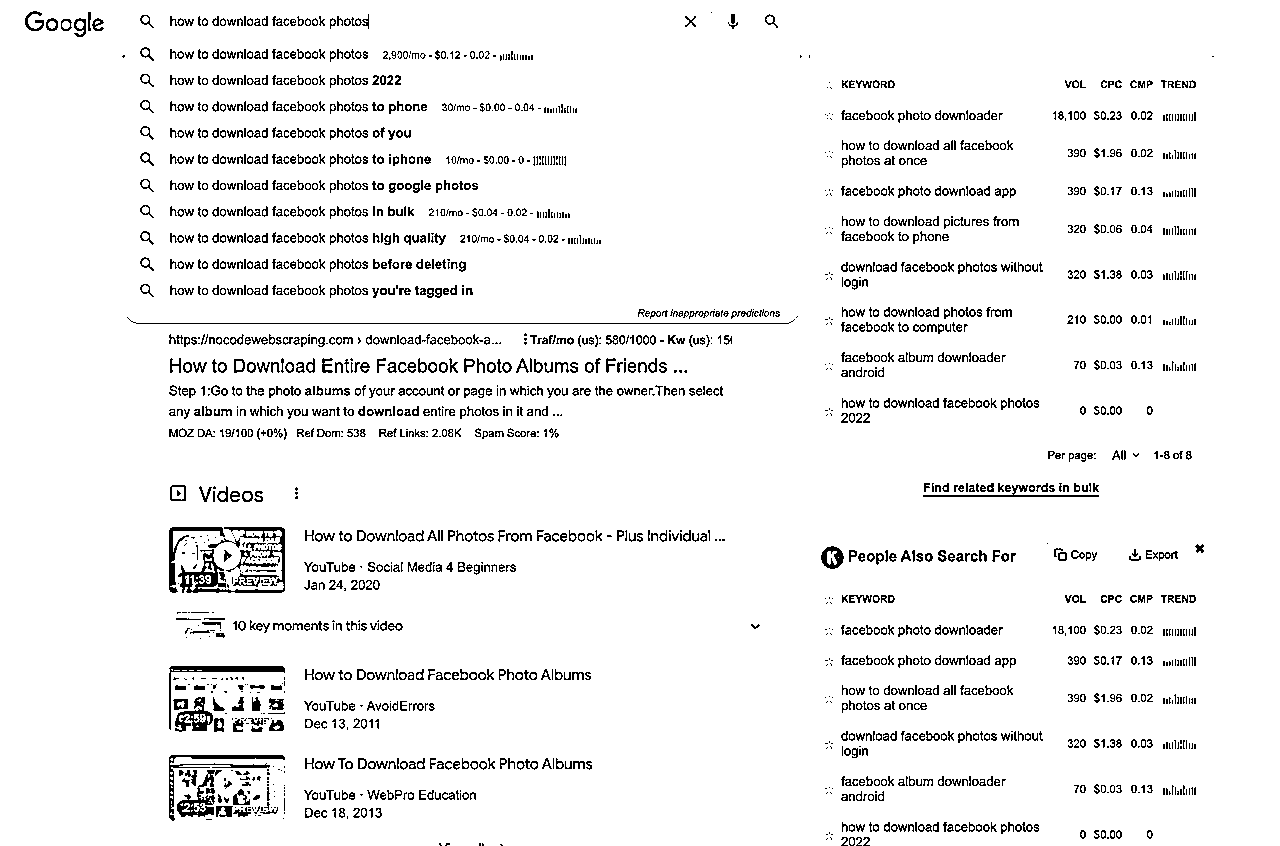 Google
how to download facebook photos
how to download facebook photos 2,900/mo - $0.12 - 0.02 -
how to download facebook photos 2022
how to download facebook photos to phone 30/mo - $0.00 - 0.04 -
how to download facebook photos of you
how to download facebook photos to iphone 10/mo - $0.00 - 0 -
how to download facebook photos to google photos
how to download facebook photos in bulk 210/mo - $0.04 - 0.02 -
how to download facebook photos high quality 210/mo - $0.04 - 0.02 -
how to download facebook photos before deleting
how to download facebook photos you're tagged in
Report inappropriate predictions
https://nocodewebscraping.com › download-facebook-a... Traf/mo (us): 580/1000 - Kw (us):
How to Download Entire Facebook Photo Albums of Friends ...
Step 1:Go to the photo albums of your account or page in which you are the owner.Then select
any album in which you want to download entire photos in it and ...
MOZ DA: 19/100 (+0%) Ref Dom: 538 Ref Links: 2.08K Spam Score: 1%
Videos
How to Download All Photos From Facebook - Plus Individual ...
YouTube · Social Media 4 Beginners
Jan 24, 2020
11:39 PREVIEW
10 key moments in this video
How to Download Facebook Photo Albums
YouTube · AvoidErrors
Dec 13, 2011
How To Download Facebook Photo Albums
YouTube · WebPro Education
Dec 18, 2013
2:53 PREVIEW
KEYWORD VOL CPC CMP TREND
facebook photo downloader 18,100 $0.23 0.02
how to download all facebook
photos at once 390 $1.96 0.02
facebook photo download app 390 $0.17 0.13
how to download pictures from
facebook to phone 320 $0.06 0.04
download facebook photos without
login 320 $1.38 0.03
how to download photos from
facebook to computer 210 $0.00 0.01
facebook album downloader
android 70 $0.03 0.13
how to download facebook photos
2022 0 $0.00 0
Per page: All 1-8 of 8
Find related keywords in bulk
K People Also Search For Copy Export
KEYWORD VOL CPC CMP TREND
facebook photo downloader 18,100 $0.23 0.02
facebook photo download app 390 $0.17 0.13
how to download all facebook
photos at once 390 $1.96 0.02
download facebook photos without
login 320 $1.38 0.03
facebook album downloader
android 70 $0.03 0.13
how to download facebook photos
2022 0 $0.00 0